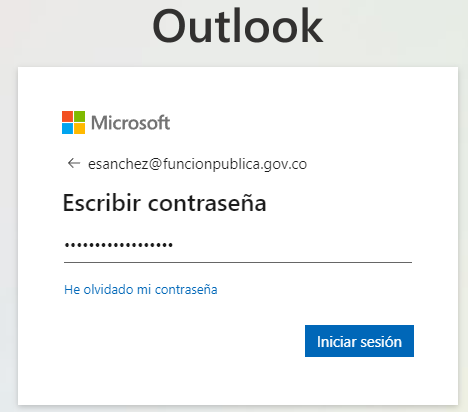 Outlook
Microsoft
← esanchez@funcionpublica.gov.co
Escribir contraseña
••••••••••••••••••
He olvidado mi contraseña
Iniciar sesión